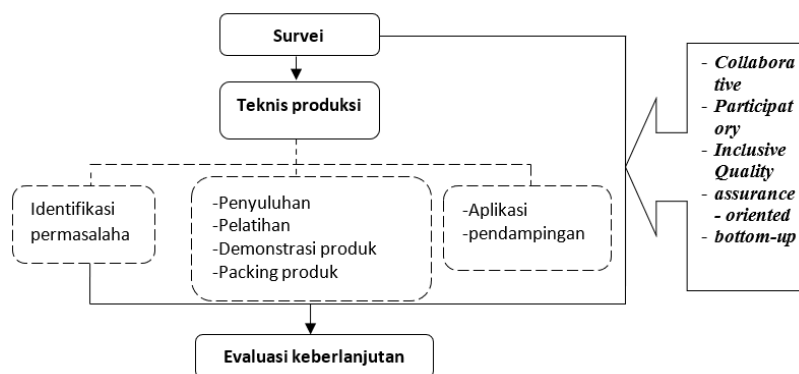 Survei
Teknis produksi
Identifikasi
permasalaha
-Penyuluhan
-Pelatihan
-Demonstrasi produk
-Packing produk
-Aplikasi
-pendampingan
Evaluasi keberlanjutan
- Collabora
tive
- Participat
ory
- Inclusive
Quality
- assurance
- oriented
- bottom-up